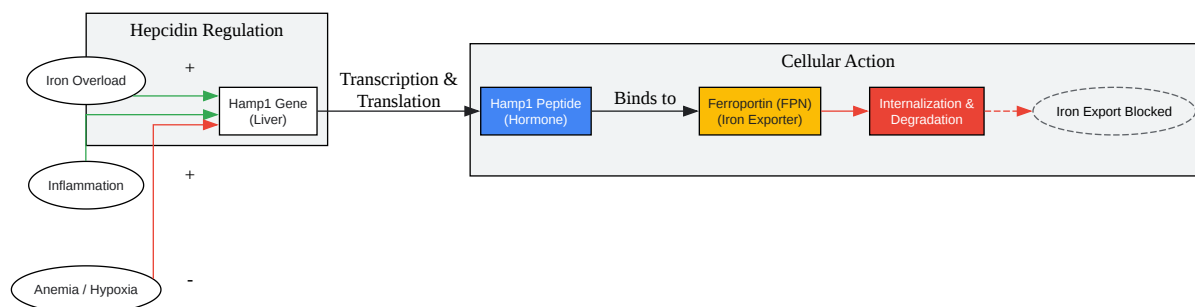 Hepcidin Regulation
Iron Overload
+
Hamp1 Gene
(Liver)
Inflammation
+
Anemia / Hypoxia
-
Transcription &
Translation
Cellular Action
Hamp1 Peptide
(Hormone)
Binds to
Ferroportin (FPN)
(Iron Exporter)
Internalization &
Degradation
Iron Export Blocked